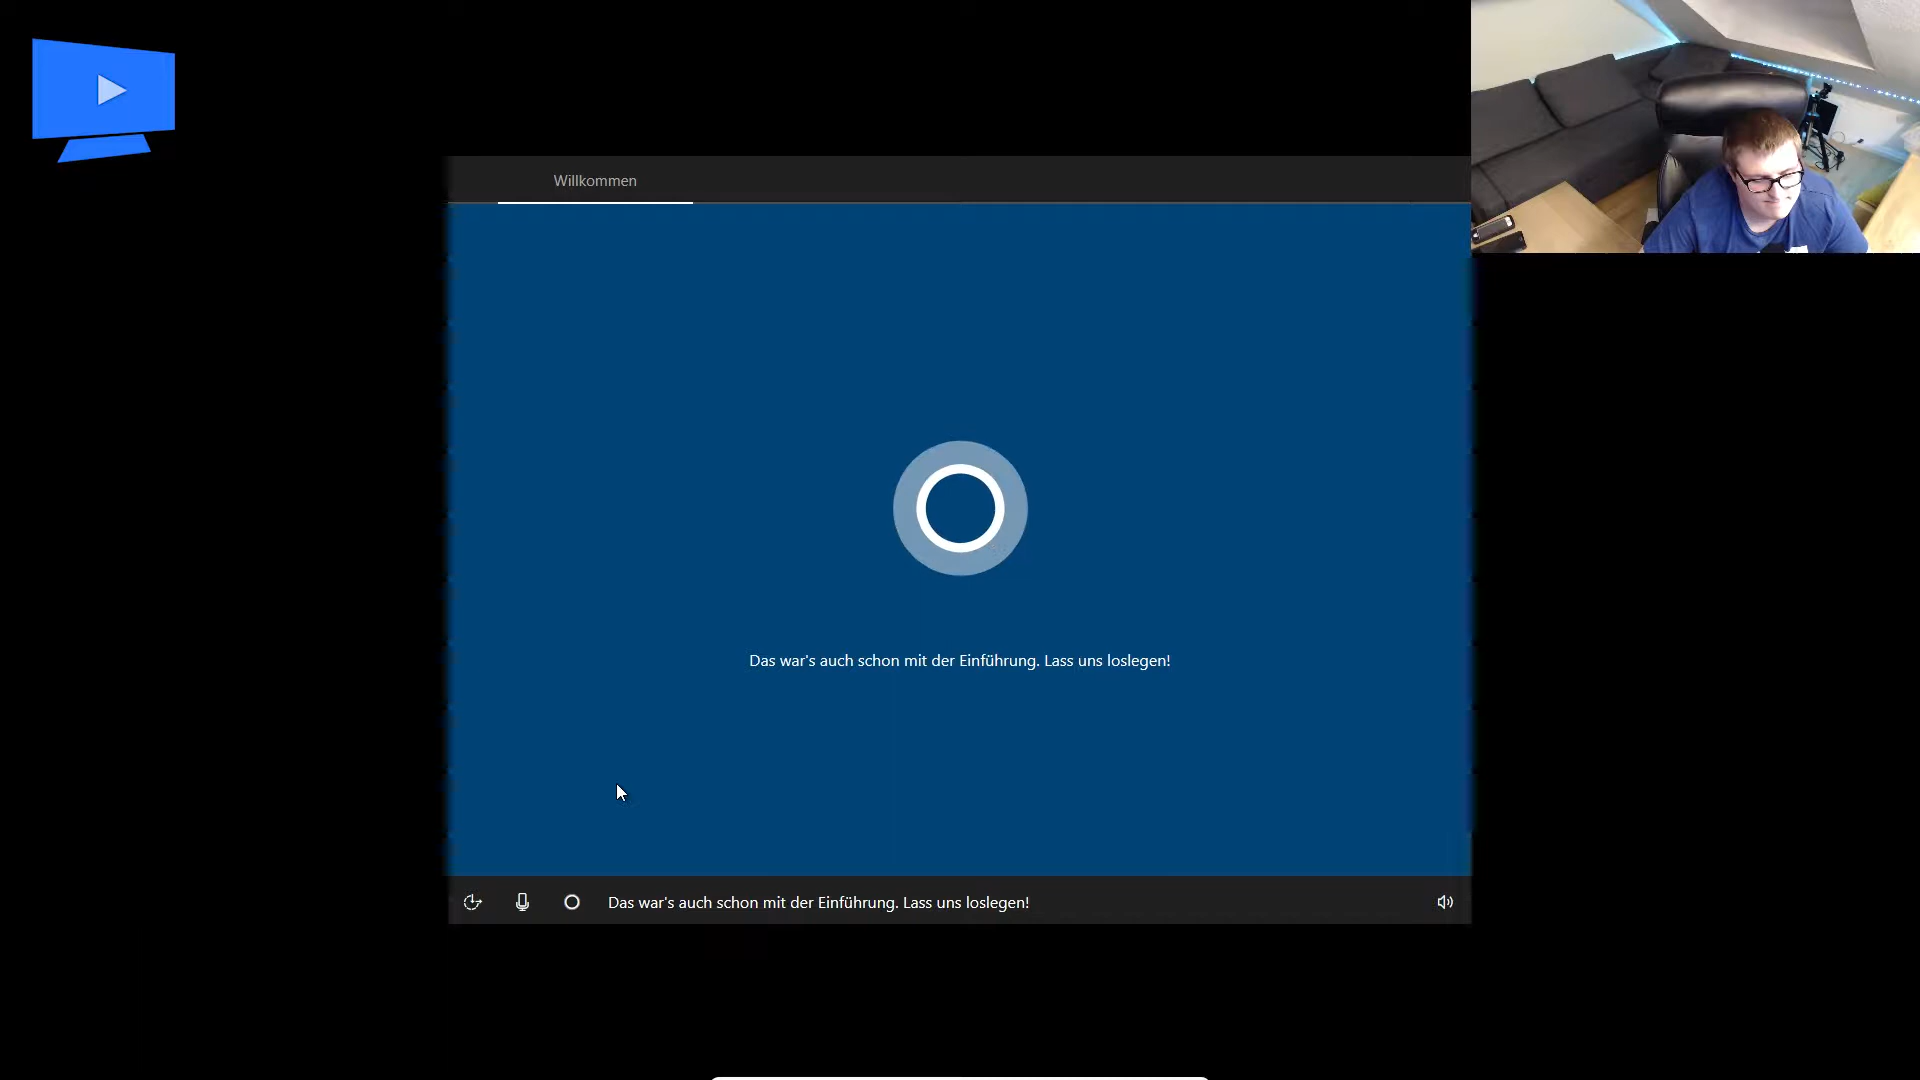 Willkommen
Das war's auch schon mit der Einführung. Lass uns loslegen!
Das war's auch schon mit der Einführung. Lass uns loslegen!